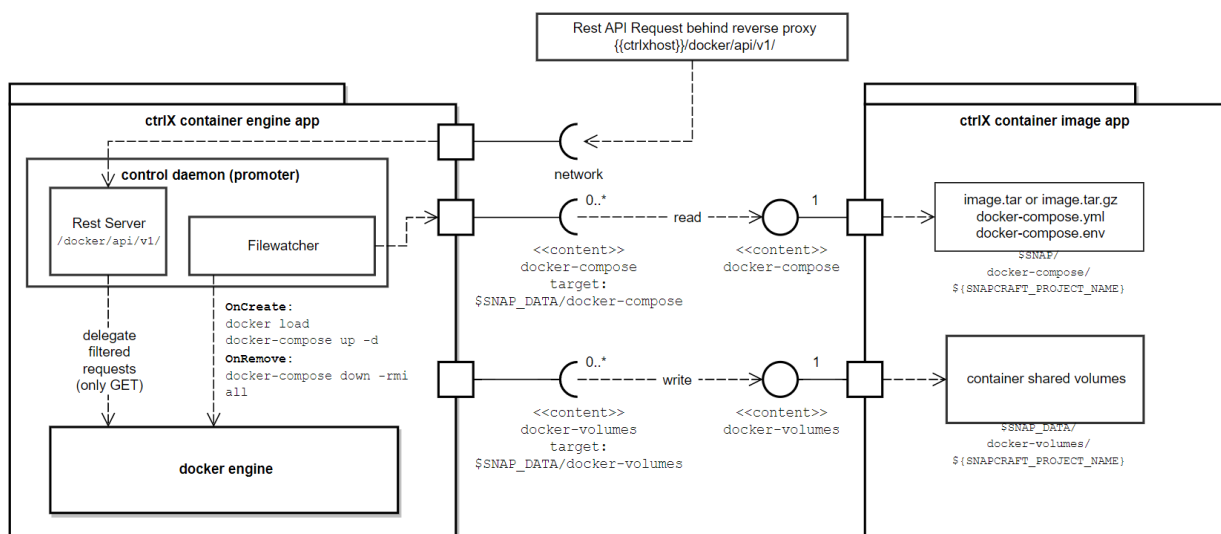 Rest API Request behind reverse proxy
{{ctrlxhost}}/docker/api/v1/
ctrlX container engine app
ctrlX container image app
control daemon (promoter)
Rest Server
/docker/api/v1/
Filewatcher
network
0..*
read
1
<<content>>
docker-compose
target:
$SNAP_DATA/docker-compose
<<content>>
docker-compose
image.tar or image.tar.gz
docker-compose.yml
docker-compose.env
$SNAP/
docker-compose/
${SNAPCRAFT_PROJECT_NAME}
delegate
filtered
requests
(only GET)
OnCreate:
docker load
docker-compose up -d
OnRemove:
docker-compose down -rmi
all
0..*
write
1
<<content>>
docker-volumes
target:
$SNAP_DATA/docker-volumes
<<content>>
docker-volumes
container shared volumes
$SNAP_DATA/
docker-volumes/
${SNAPCRAFT_PROJECT_NAME}
docker engine